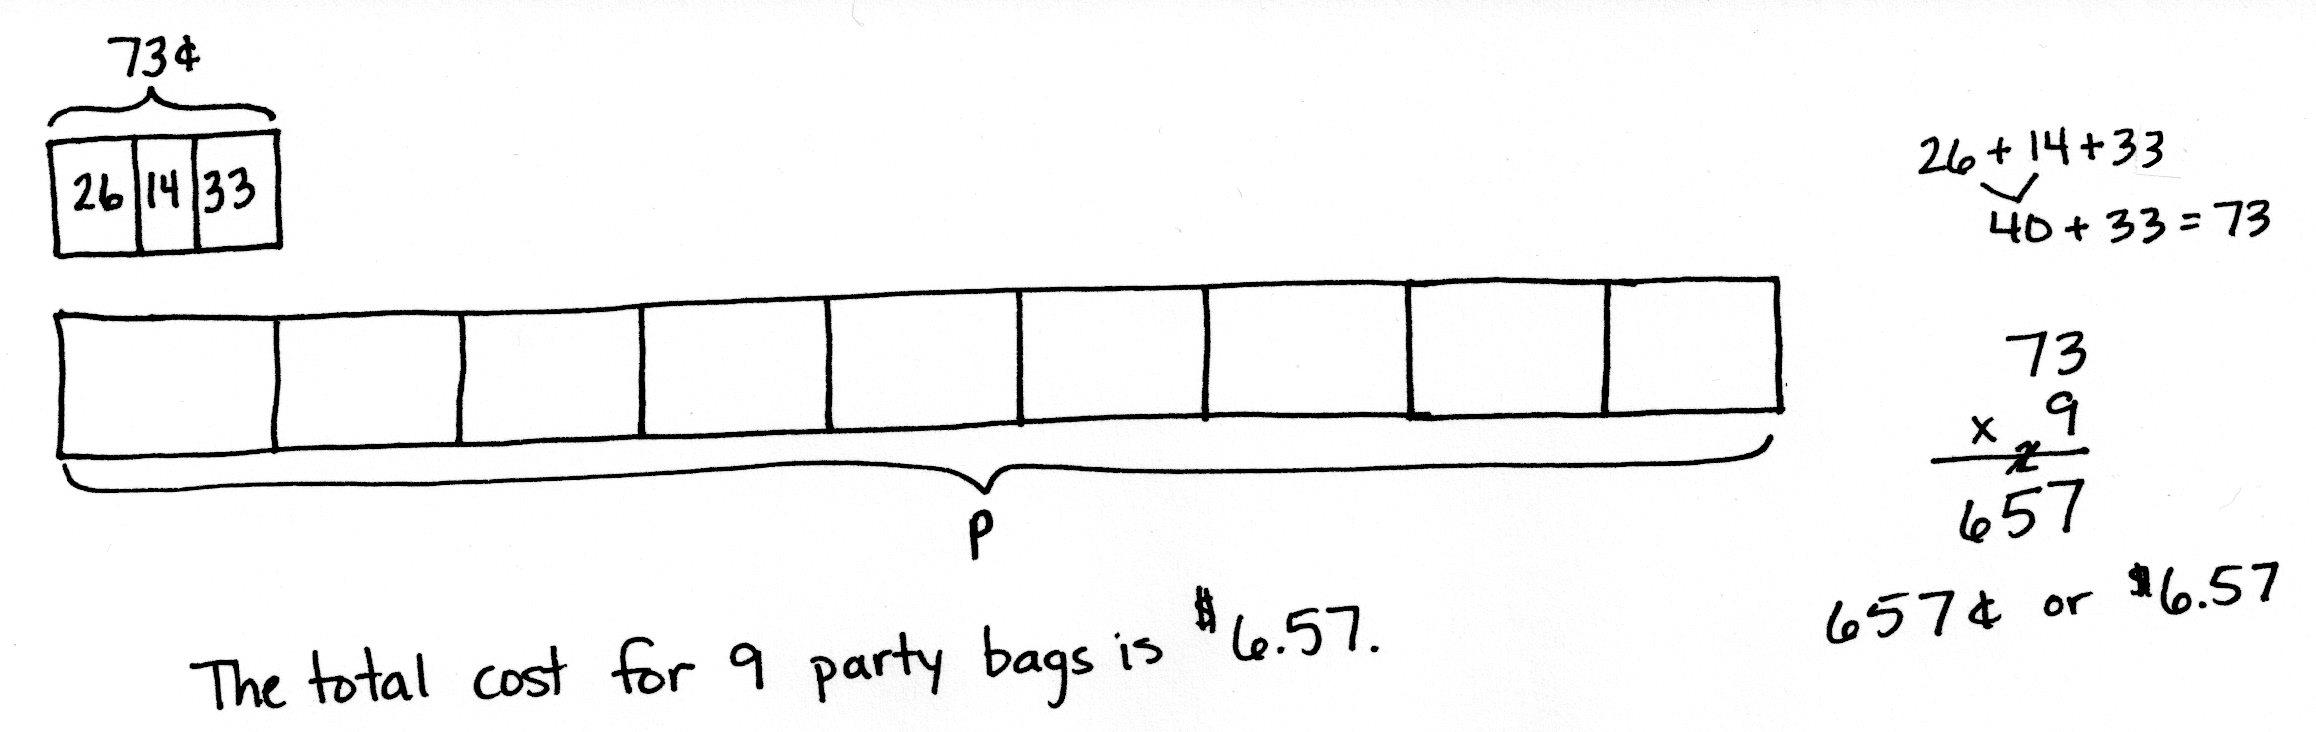 73¢
26 14 33
26 + 14 + 33
40 + 33 = 73
73
x 9
2
657
p
657¢ or $6.57
The total cost for 9 party bags is $6.57.